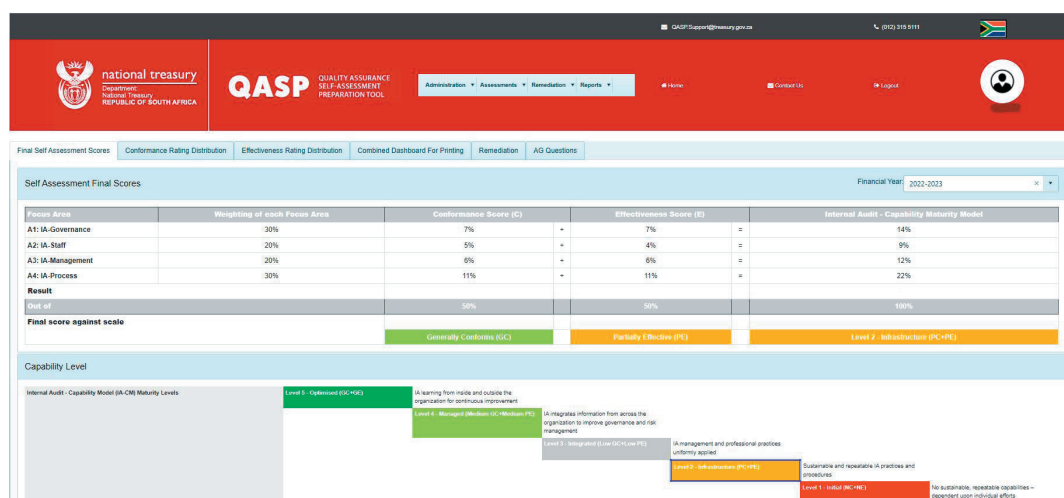 QASP.Support@treasury.gov.za (012) 315 5111
national treasury
Department:
National Treasury
REPUBLIC OF SOUTH AFRICA
QASP
QUALITY ASSURANCE
SELF-ASSESSMENT
PREPARATION TOOL
Administration Assessments Remediation Reports
Home Contact Us Logout
Final Self Assessment Scores Conformance Rating Distribution Effectiveness Rating Distribution Combined Dashboard For Printing Remediation AG Questions
Self Assessment Final Scores Financial Year: 2022-2023 ×
Focus Area Weighting of each Focus Area Conformance Score (C) Effectiveness Score (E) Internal Audit - Capability Maturity Model
A1: IA-Governance 30% 7% + 7% = 14%
A2: IA-Staff 20% 5% + 4% = 9%
A3: IA-Management 20% 6% + 6% = 12%
A4: IA-Process 30% 11% + 11% = 22%
Result
Out of 50% 50% 100%
Final score against scale
Generally Conforms (GC) Partially Effective (PE) Level 2 - Infrastructure (PC+PE)
Capability Level
Internal Audit - Capability Model (IA-CM) Maturity Levels
Level 5 - Optimised (GC+GE)
IA learning from inside and outside the
organization for continuous improvement
Level 4 - Managed (Medium GC+Medium PE)
IA integrates information from across the
organization to improve governance and risk
management
Level 3 - Integrated (Low GC+Low PE)
IA management and professional practices
uniformly applied
Level 2 - Infrastructure (PC+PE)
Sustainable and repeatable IA practices and
procedures
Level 1 - Initial (NC+NE)
No sustainable, repeatable capabilities –
dependent upon individual efforts